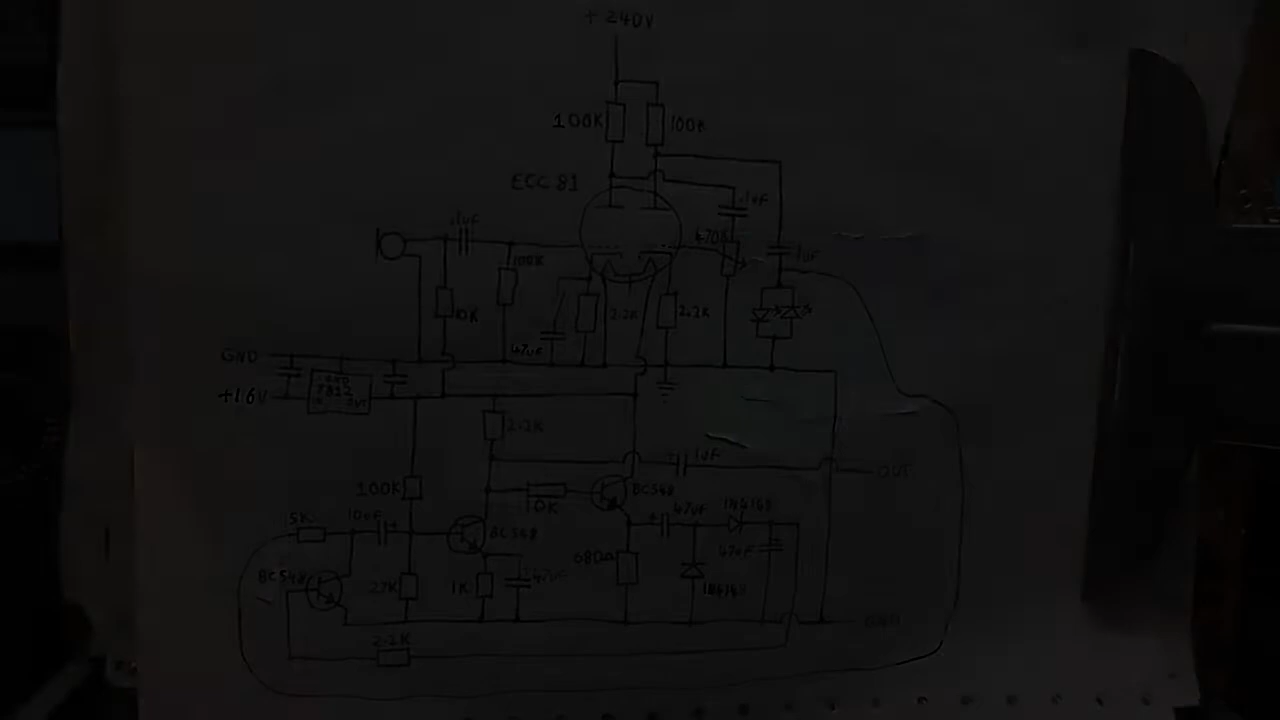 + 240V
100K
100K
ECC 81
.1uF
.1uF
470K
1uF
100K
10K
2.2K
2.2K
47uF
GND
7812
+16V
2.2K
1uF
OUT
100K
10K
BC548
47uF
1N4148
5K
10uF
BC548
47uF
680Ω
BC548
27K
1K
47uF
1N4148
GND
2.2K